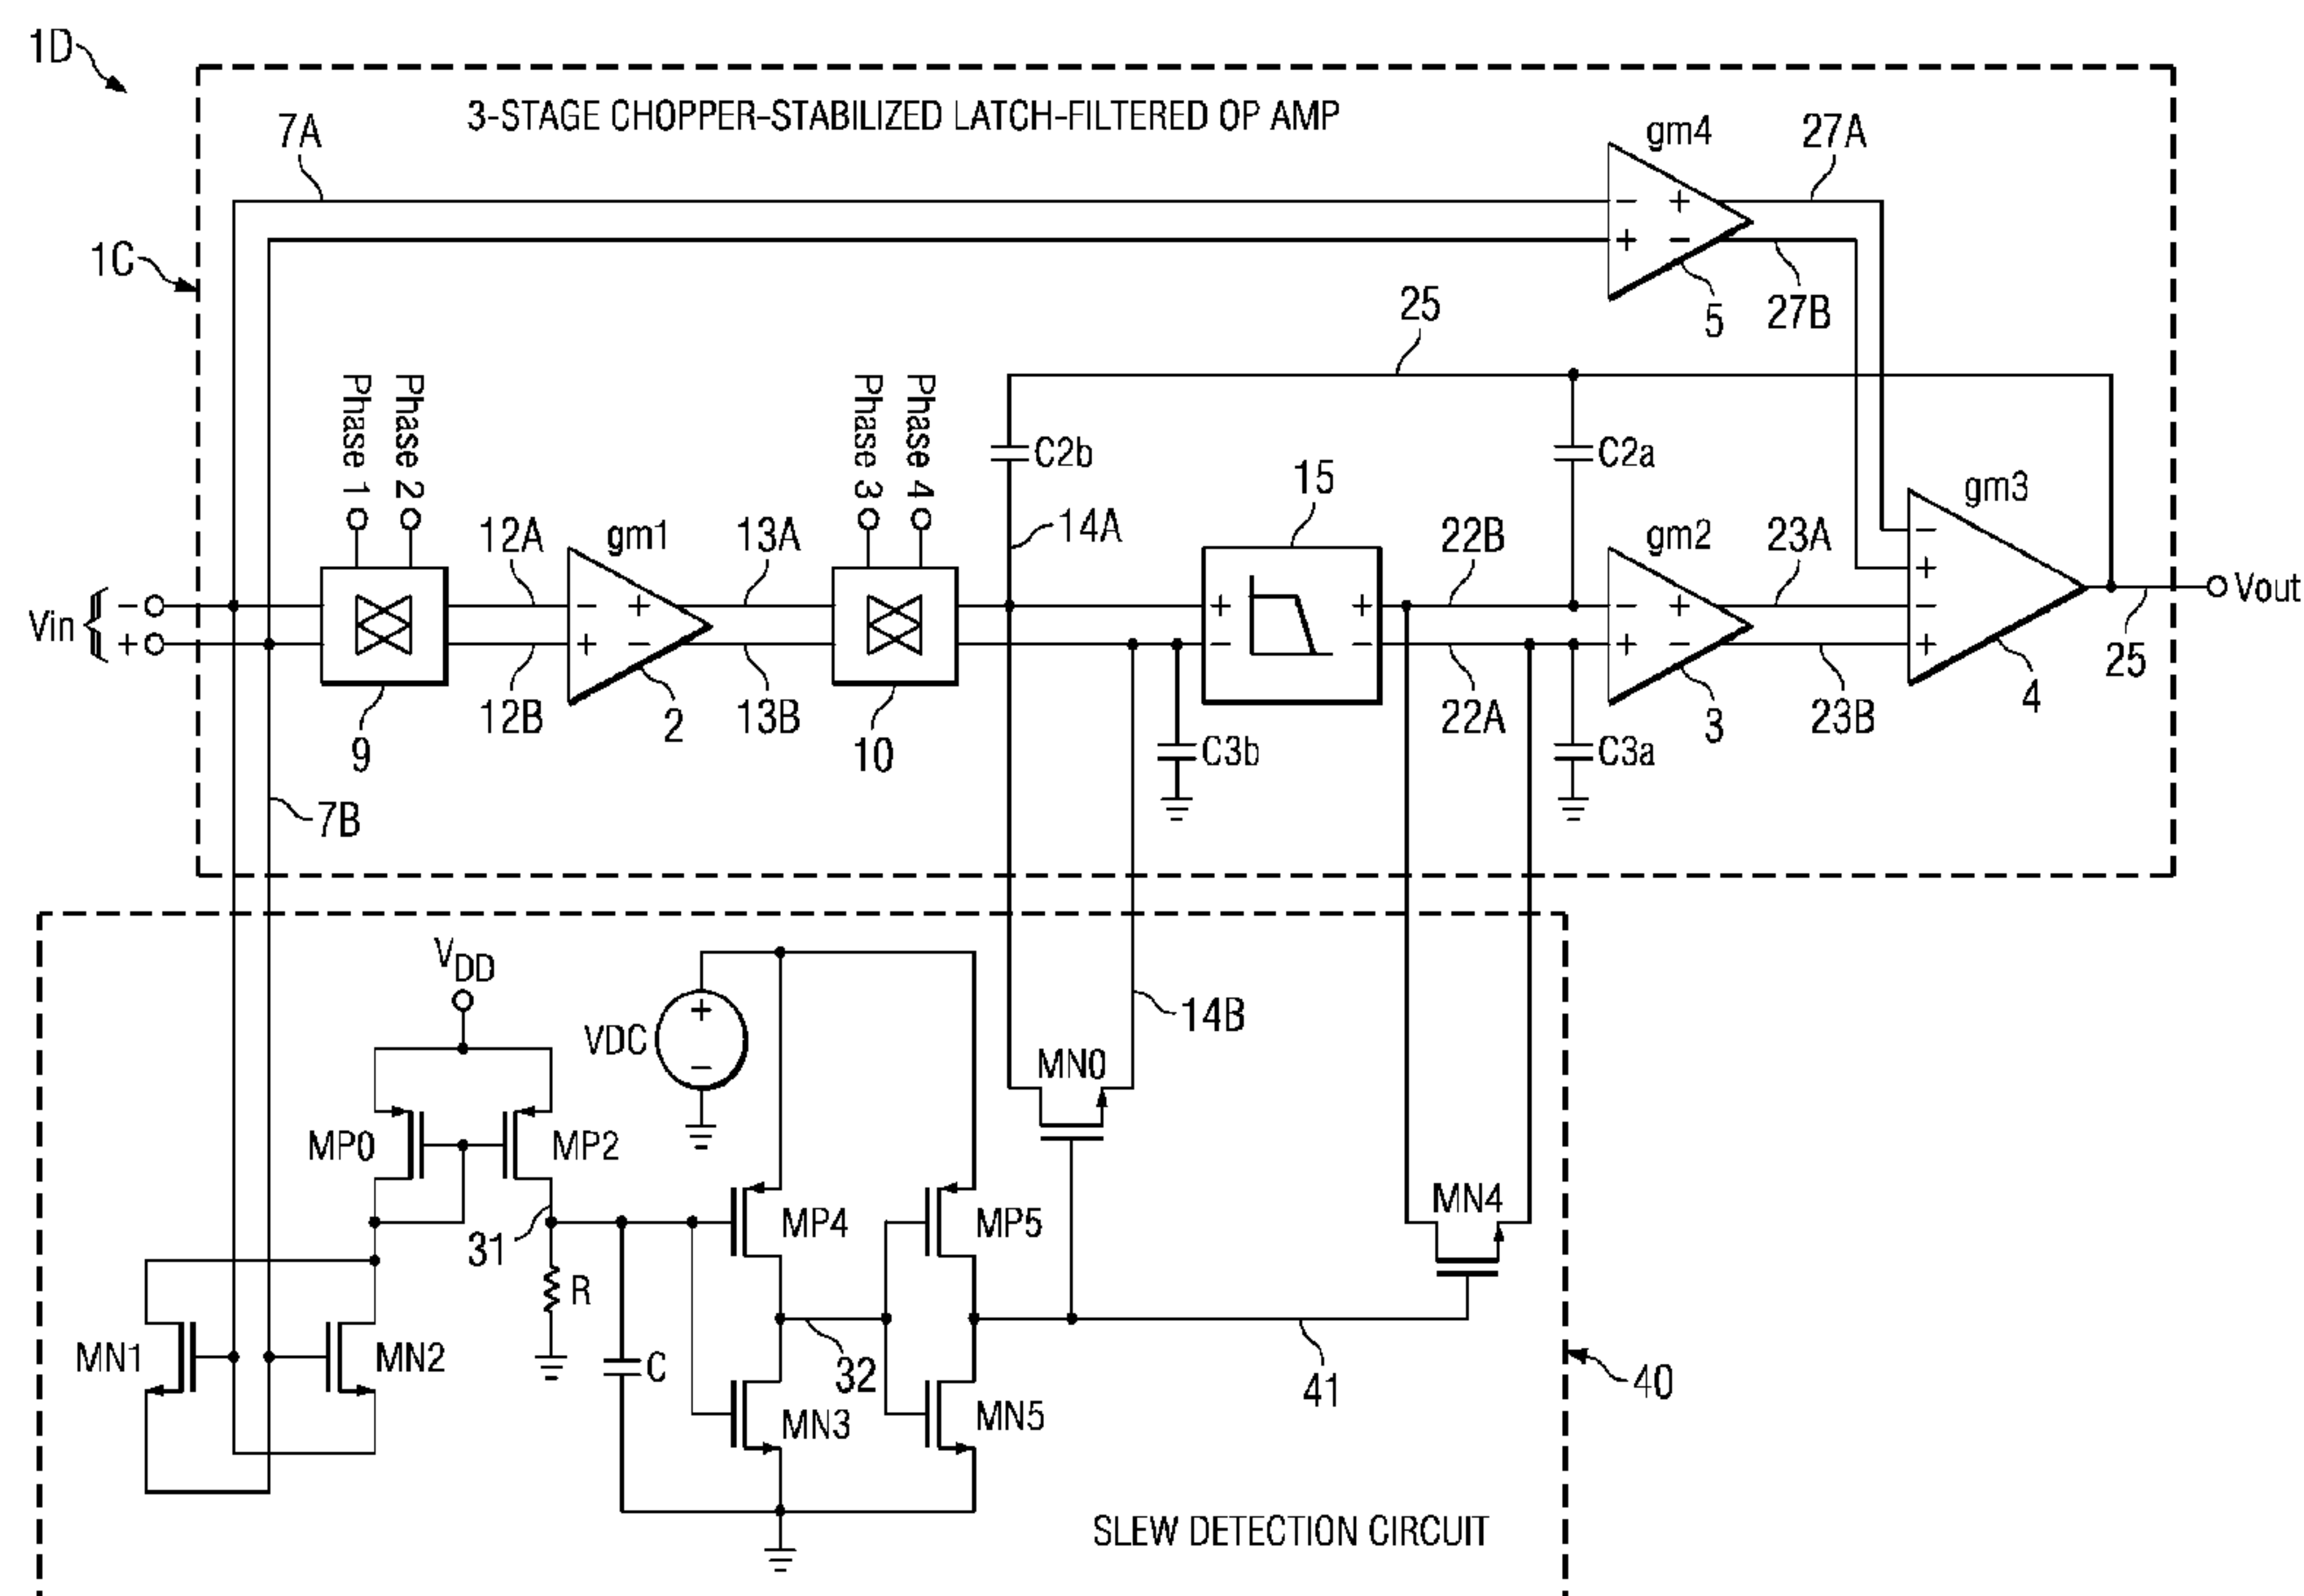 1D
3-STAGE CHOPPER-STABILIZED LATCH-FILTERED OP AMP
7A
gm4
27A
- +
+ -
1C
5
27B
25
Phase 1
Phase 2
Phase 3
Phase 4
C2b
C2a
15
gm3
12A
gm1
13A
14A
22B
gm2
23A
-
+
Vin
-
+
- +
+ -
+ +
- -
- +
+ -
-
+
Vout
9
12B
2
13B
10
C3b
22A
C3a
3
23B
4
25
7B
VDD
VDC
+
-
14B
MN0
MP0
MP2
MN4
31
R
MP4
MP5
MN1
MN2
C
32
41
40
MN3
MN5
SLEW DETECTION CIRCUIT